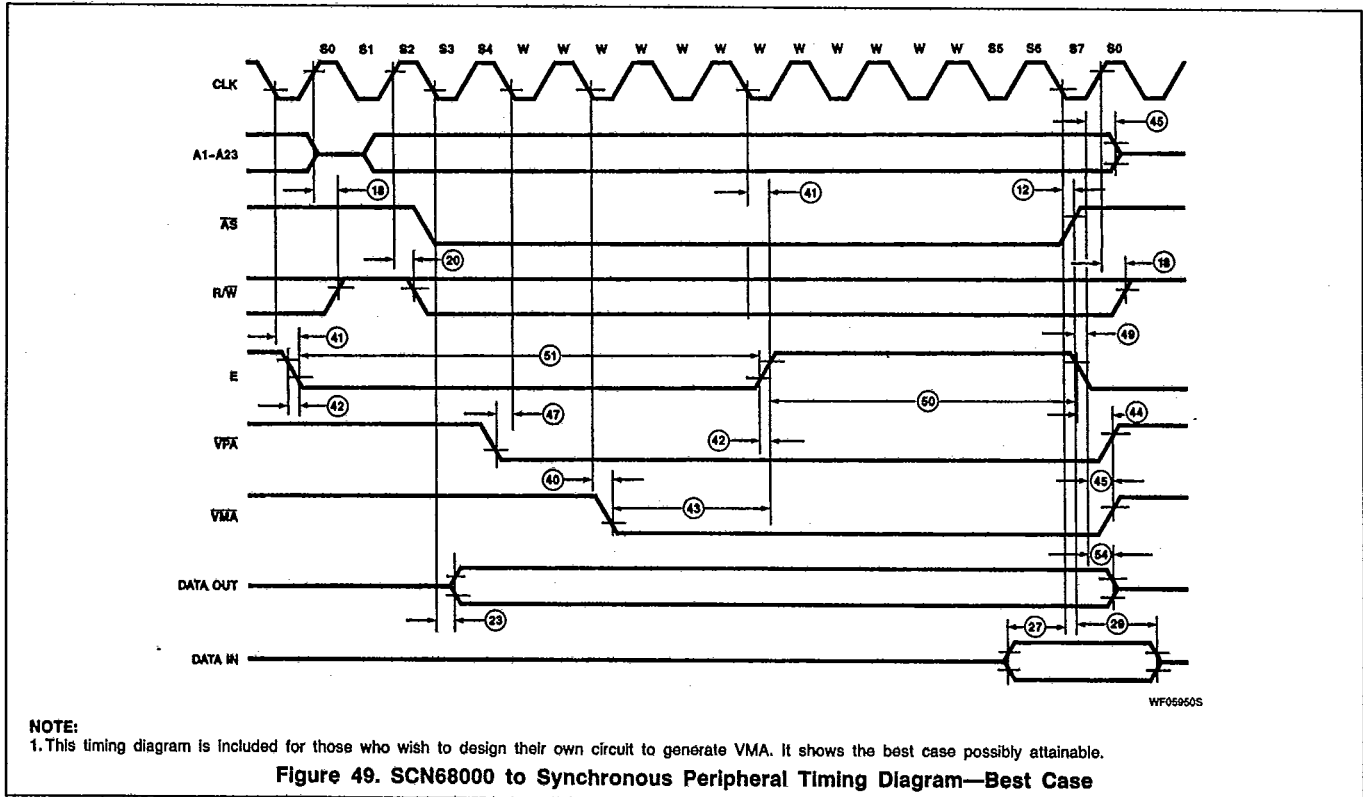 S0 S1 S2 S3 S4 W W W W W W W W W W W W S5 S6 S7 S0
CLK
45
A1-A23
18 41 12
AS
20 18
R/W
41 49
51
E
42 47 50 44
VPA
42
40 43 45
VMA
54
DATA OUT
23 27 29
DATA IN
WF05950S
NOTE:
1. This timing diagram is included for those who wish to design their own circuit to generate VMA. It shows the best case possibly attainable.
Figure 49. SCN68000 to Synchronous Peripheral Timing Diagram—Best Case